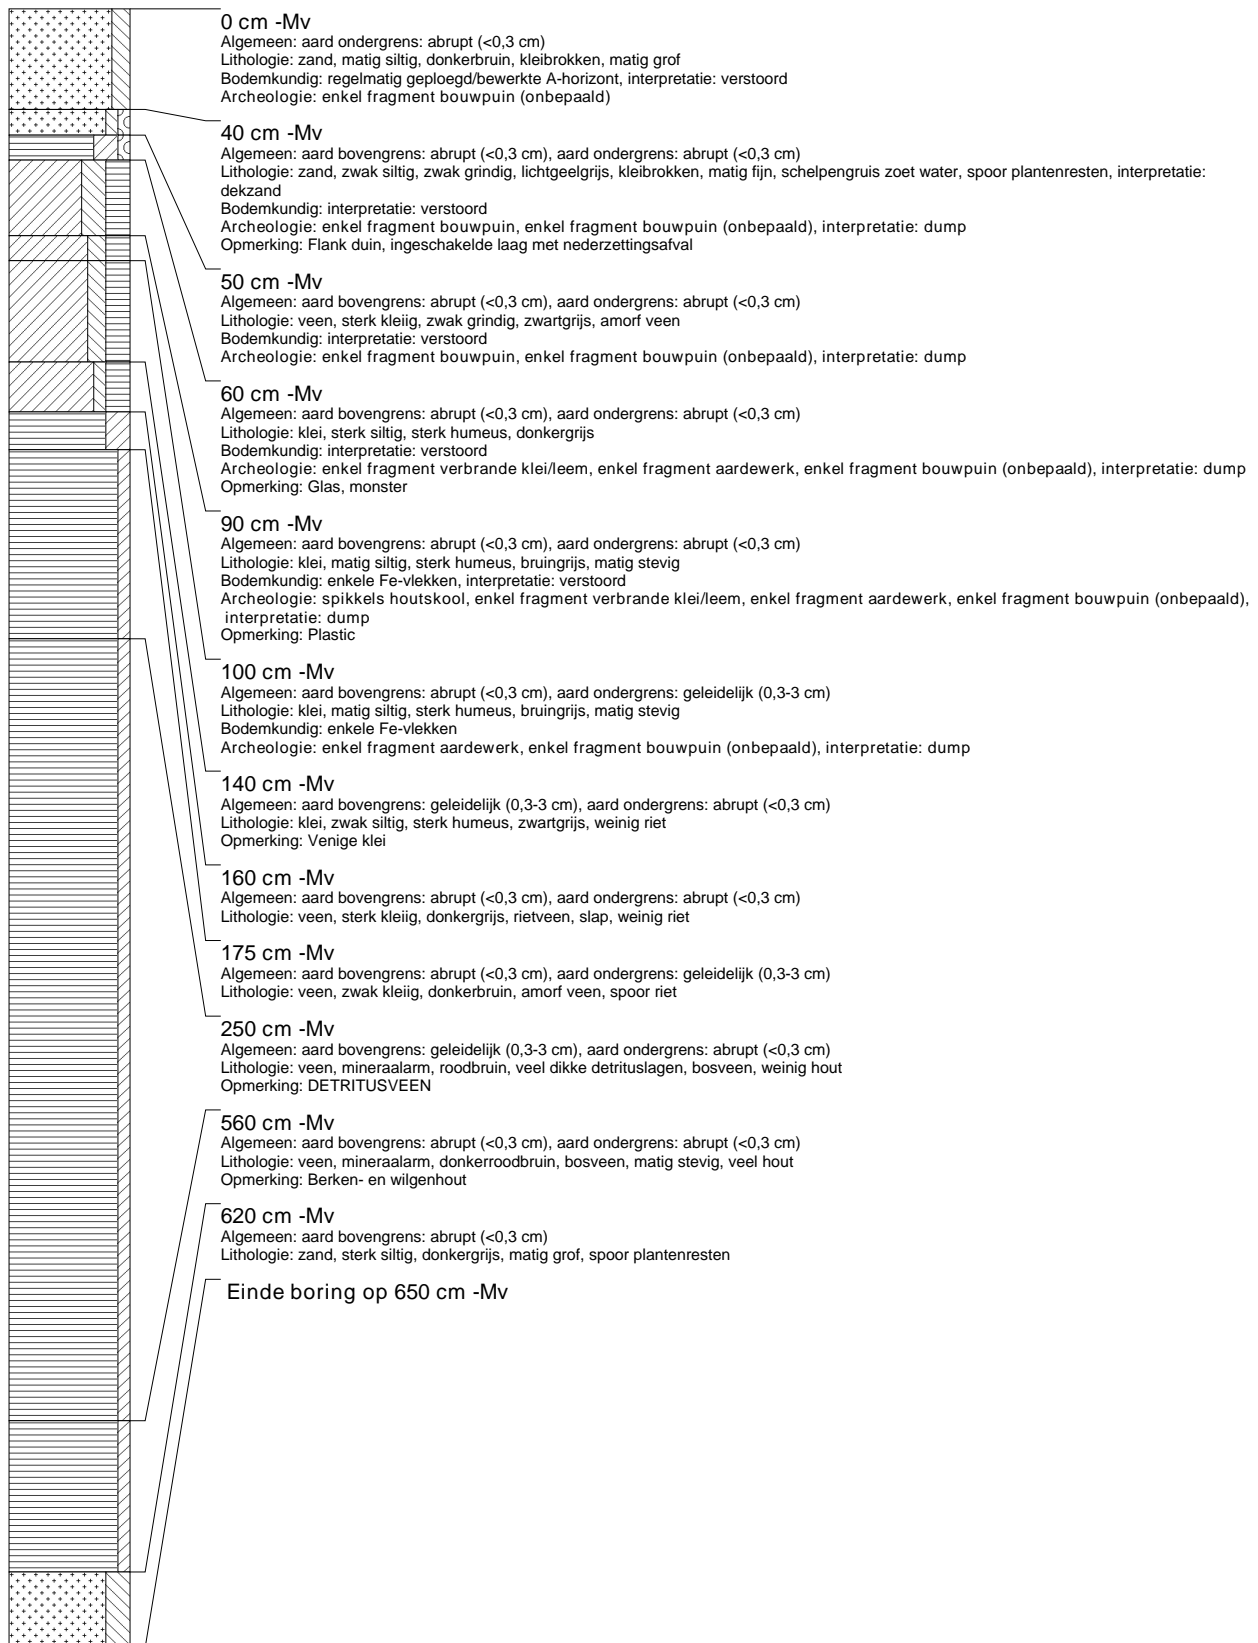 0 cm -Mv
Algemeen: aard ondergrens: abrupt (<0,3 cm)
Lithologie: zand, matig siltig, donkerbruin, kleibrokken, matig grof
Bodemkundig: regelmatig geploegd/bewerkte A-horizont, interpretatie: verstoord
Archeologie: enkel fragment bouwpuin (onbepaald)
40 cm -Mv
Algemeen: aard bovengrens: abrupt (<0,3 cm), aard ondergrens: abrupt (<0,3 cm)
Lithologie: zand, zwak siltig, zwak grindig, lichtgeelgrijs, kleibrokken, matig fijn, schelpengruis zoet water, spoor plantenresten, interpretatie:
dekzand
Bodemkundig: interpretatie: verstoord
Archeologie: enkel fragment bouwpuin, enkel fragment bouwpuin (onbepaald), interpretatie: dump
Opmerking: Flank duin, ingeschakelde laag met nederzettingsafval
50 cm -Mv
Algemeen: aard bovengrens: abrupt (<0,3 cm), aard ondergrens: abrupt (<0,3 cm)
Lithologie: veen, sterk kleiig, zwak grindig, zwartgrijs, amorf veen
Bodemkundig: interpretatie: verstoord
Archeologie: enkel fragment bouwpuin, enkel fragment bouwpuin (onbepaald), interpretatie: dump
60 cm -Mv
Algemeen: aard bovengrens: abrupt (<0,3 cm), aard ondergrens: abrupt (<0,3 cm)
Lithologie: klei, sterk siltig, sterk humeus, donkergrijs
Bodemkundig: interpretatie: verstoord
Archeologie: enkel fragment verbrande klei/leem, enkel fragment aardewerk, enkel fragment bouwpuin (onbepaald), interpretatie: dump
Opmerking: Glas, monster
90 cm -Mv
Algemeen: aard bovengrens: abrupt (<0,3 cm), aard ondergrens: abrupt (<0,3 cm)
Lithologie: klei, matig siltig, sterk humeus, bruingrijs, matig stevig
Bodemkundig: enkele Fe-vlekken, interpretatie: verstoord
Archeologie: spikkels houtskool, enkel fragment verbrande klei/leem, enkel fragment aardewerk, enkel fragment bouwpuin (onbepaald),
interpretatie: dump
Opmerking: Plastic
100 cm -Mv
Algemeen: aard bovengrens: abrupt (<0,3 cm), aard ondergrens: geleidelijk (0,3-3 cm)
Lithologie: klei, matig siltig, sterk humeus, bruingrijs, matig stevig
Bodemkundig: enkele Fe-vlekken
Archeologie: enkel fragment aardewerk, enkel fragment bouwpuin (onbepaald), interpretatie: dump
140 cm -Mv
Algemeen: aard bovengrens: geleidelijk (0,3-3 cm), aard ondergrens: abrupt (<0,3 cm)
Lithologie: klei, zwak siltig, sterk humeus, zwartgrijs, weinig riet
Opmerking: Venige klei
160 cm -Mv
Algemeen: aard bovengrens: abrupt (<0,3 cm), aard ondergrens: abrupt (<0,3 cm)
Lithologie: veen, sterk kleiig, donkergrijs, rietveen, slap, weinig riet
175 cm -Mv
Algemeen: aard bovengrens: abrupt (<0,3 cm), aard ondergrens: geleidelijk (0,3-3 cm)
Lithologie: veen, zwak kleiig, donkerbruin, amorf veen, spoor riet
250 cm -Mv
Algemeen: aard bovengrens: geleidelijk (0,3-3 cm), aard ondergrens: abrupt (<0,3 cm)
Lithologie: veen, mineraalarm, roodbruin, veel dikke detrituslagen, bosveen, weinig hout
Opmerking: DETRITUSVEEN
560 cm -Mv
Algemeen: aard bovengrens: abrupt (<0,3 cm), aard ondergrens: abrupt (<0,3 cm)
Lithologie: veen, mineraalarm, donkerroodbruin, bosveen, matig stevig, veel hout
Opmerking: Berken- en wilgenhout
620 cm -Mv
Algemeen: aard bovengrens: abrupt (<0,3 cm)
Lithologie: zand, sterk siltig, donkergrijs, matig grof, spoor plantenresten
Einde boring op 650 cm -Mv